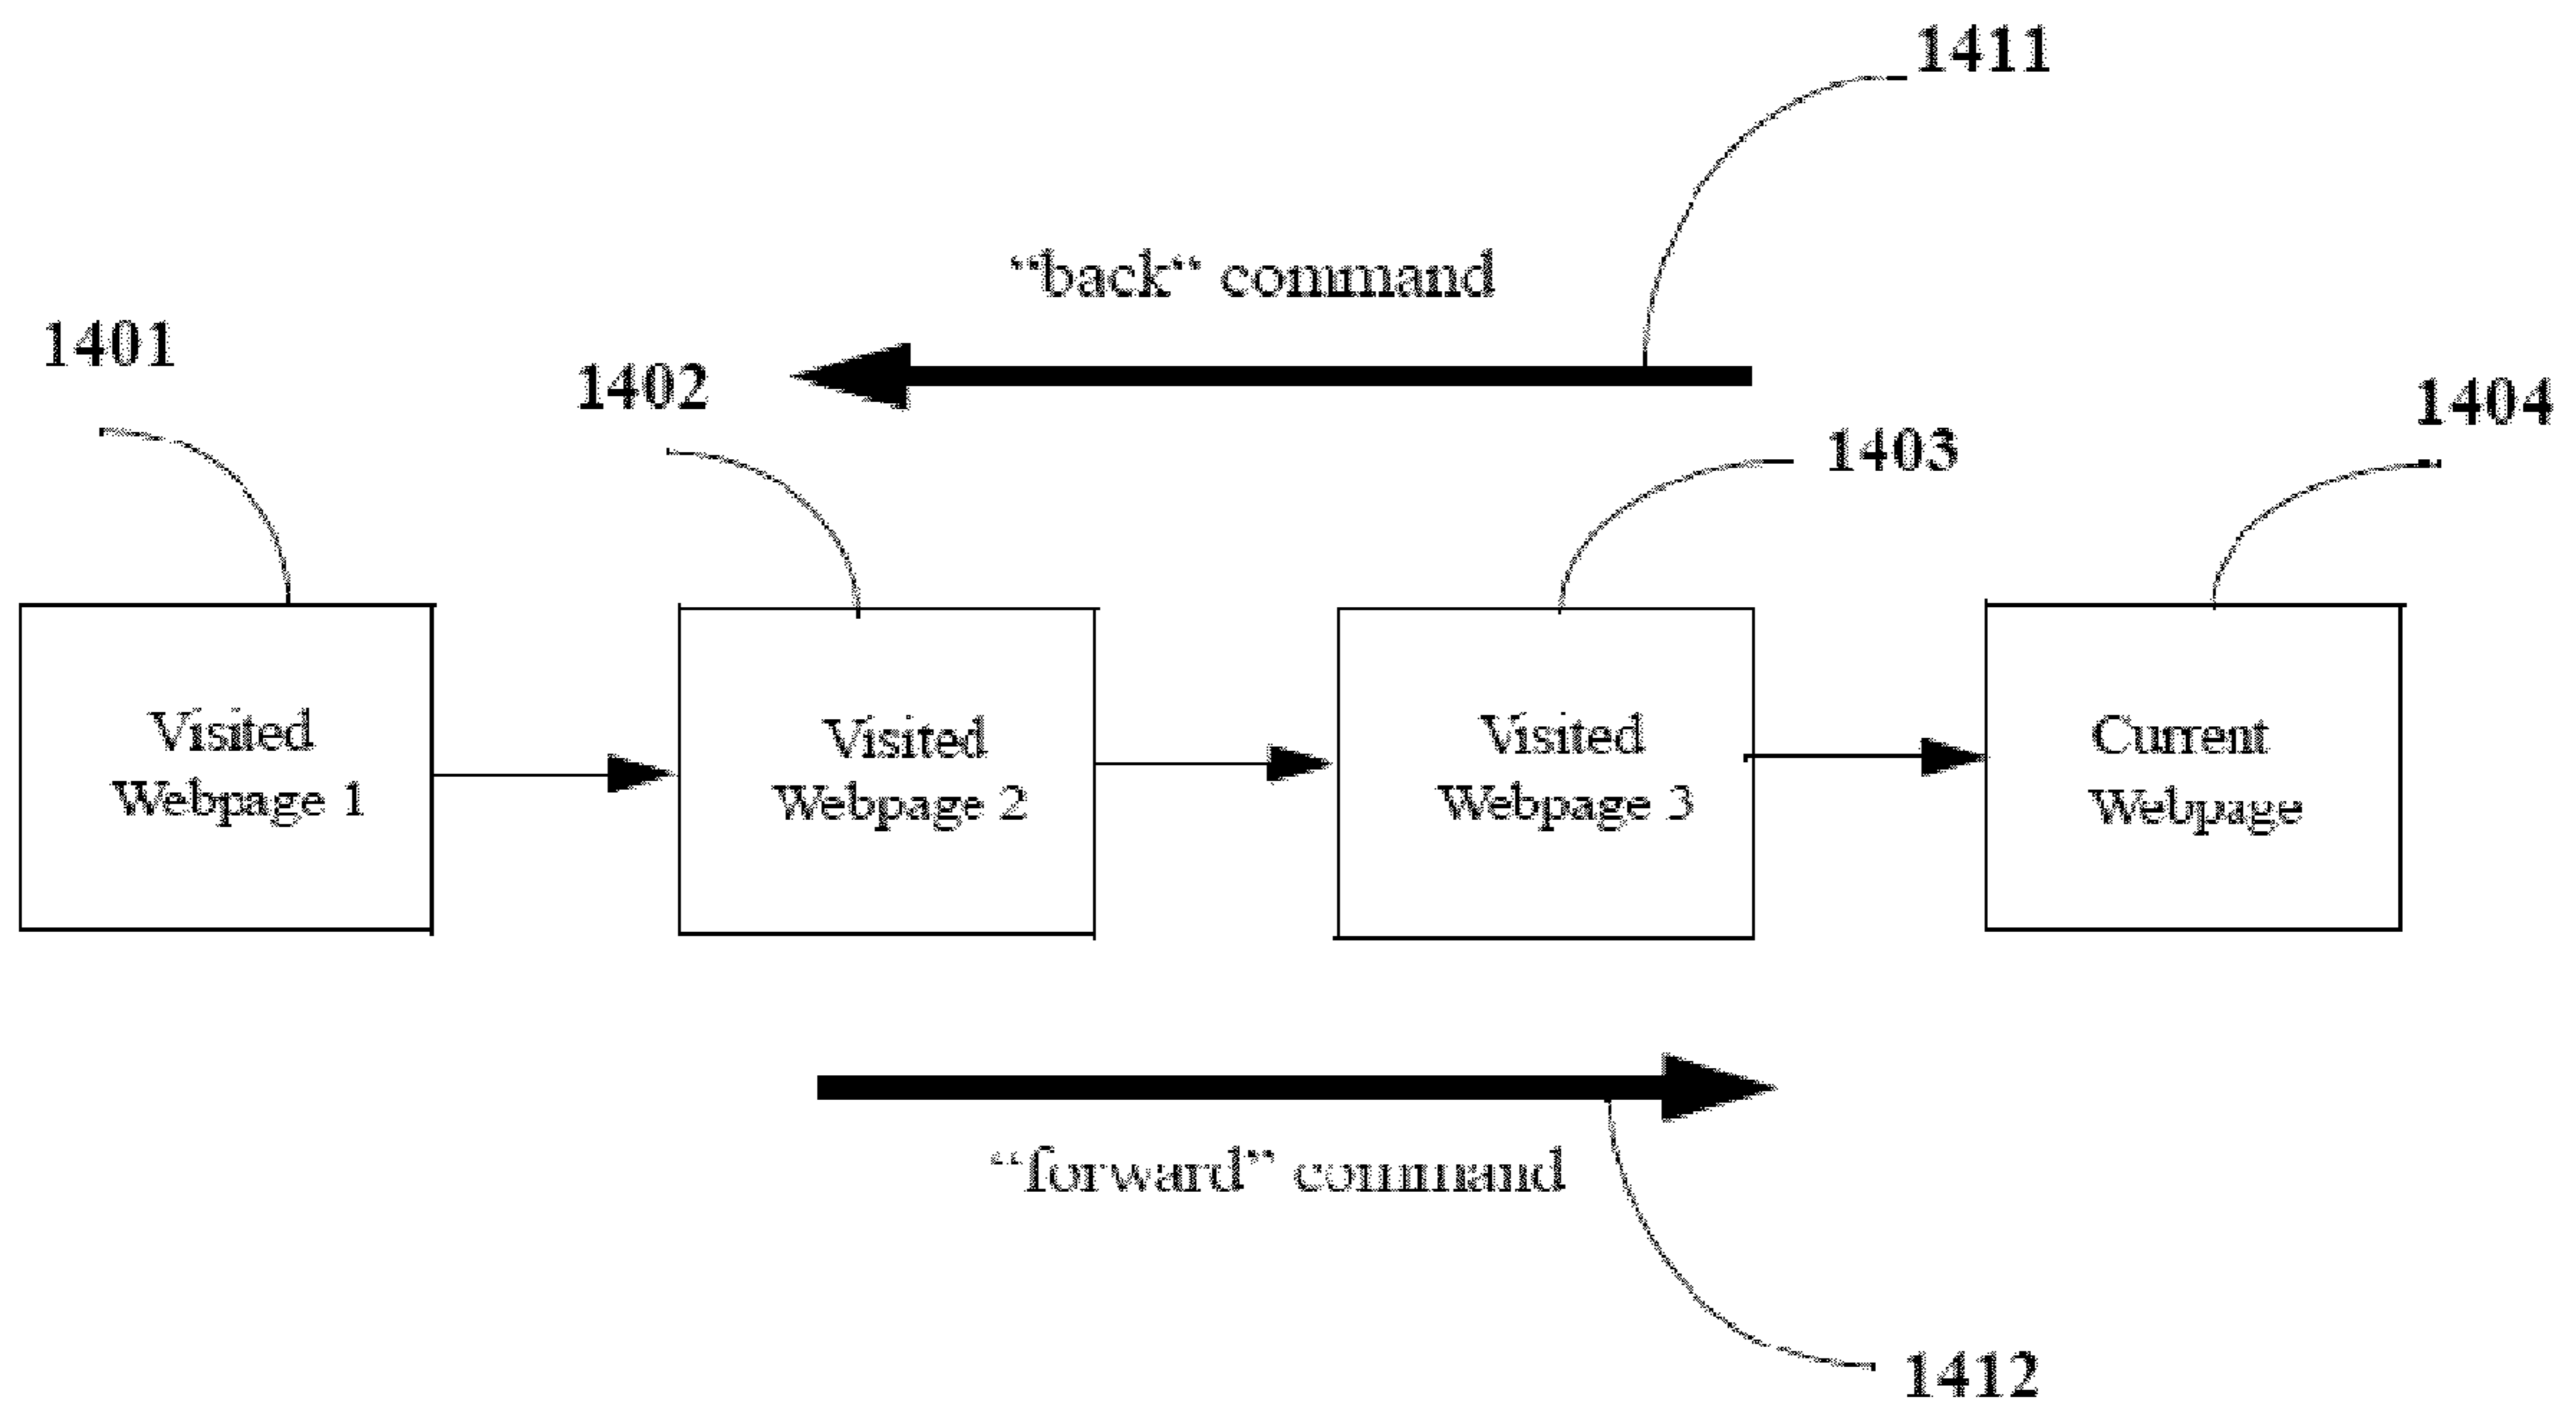 1411
“back“ command
1401
1402
1404
1403
Visited
Webpage 1
Visited
Webpage 2
Visited
Webpage 3
Current
Webpage
“forward” command
1412